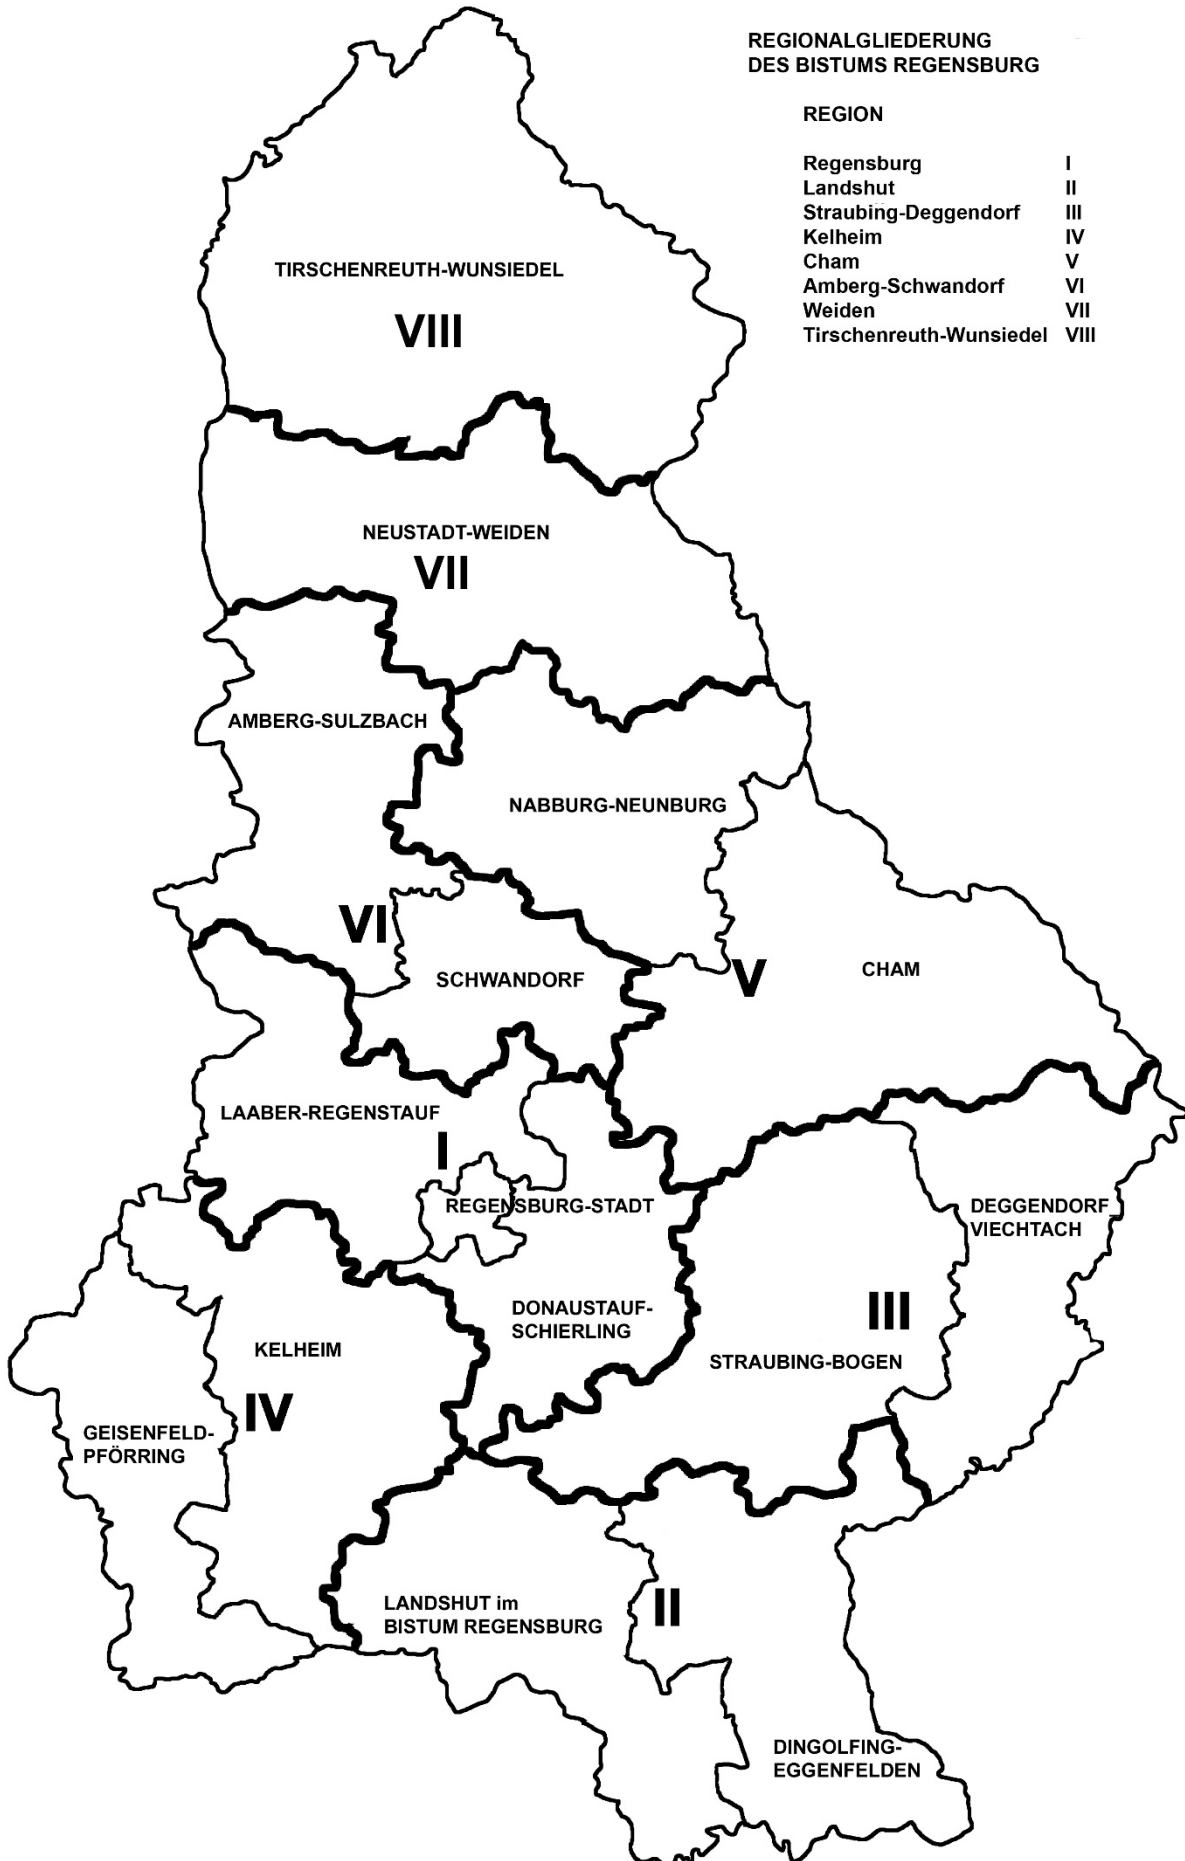 REGIONALGLIEDERUNG
DES BISTUMS REGENSBURG
REGION
Regensburg I
Landshut II
Straubing-Deggendorf III
Kelheim IV
Cham V
Amberg-Schwandorf VI
Weiden VII
Tirschenreuth-Wunsiedel VIII
TIRSCHENREUTH-WUNSIEDEL
VIII
NEUSTADT-WEIDEN
VII
AMBERG-SULZBACH
NABBURG-NEUNBURG
VI
SCHWANDORF
V
CHAM
LAABER-REGENSTAUF
I
REGENSBURG-STADT
DEGGENDORF_
VIECHTACH
DONAUSTAUF-
SCHIERLING
III
STRAUBING-BOGEN
KELHEIM
IV
GEISENFELD-
PFÖRRING
LANDSHUT im
BISTUM REGENSBURG
II
DINGOLFING-
EGGENFELDEN